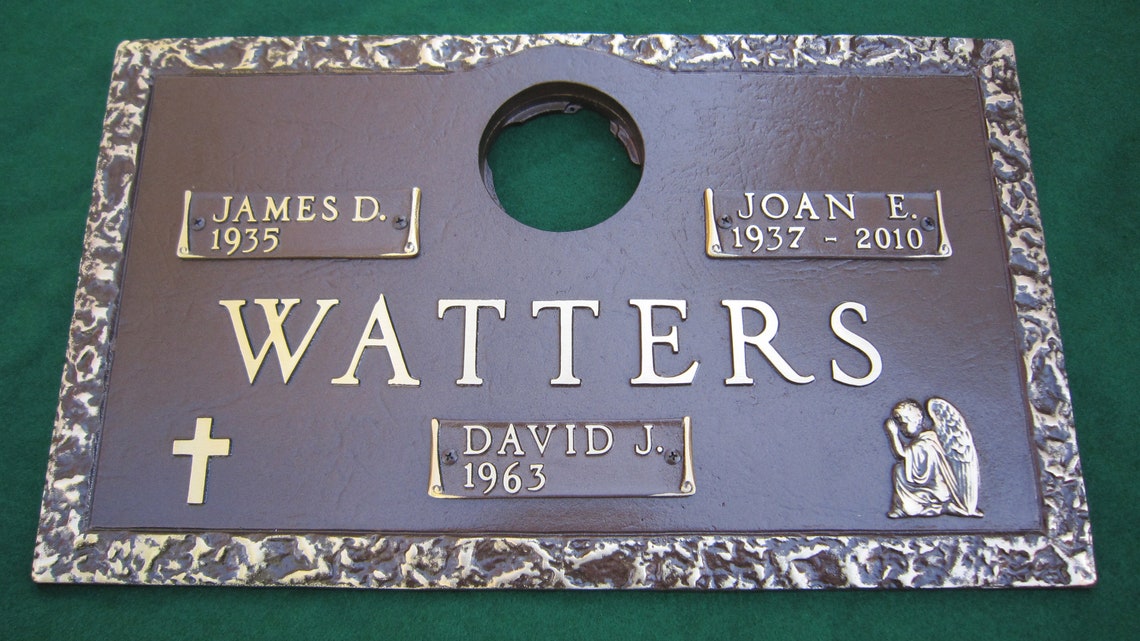 JAMES D.
1935
JOAN E.
1937 - 2010
WATTERS
DAVID J.
1963